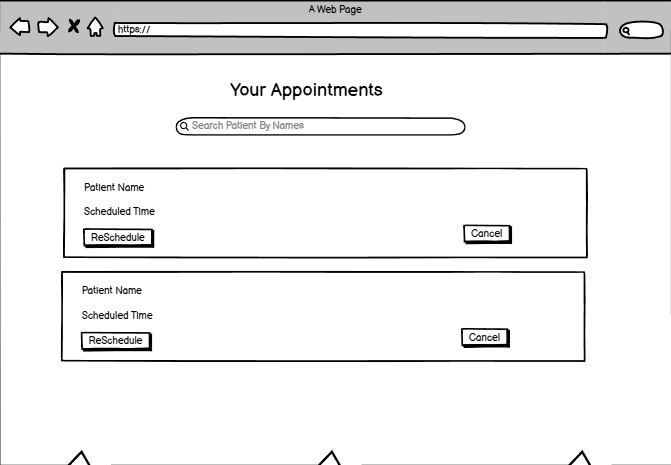 A Web Page
https://
Your Appointments
Search Patient By Names
Patient Name
Scheduled Time
ReSchedule
Cancel
Patient Name
Scheduled Time
ReSchedule
Cancel